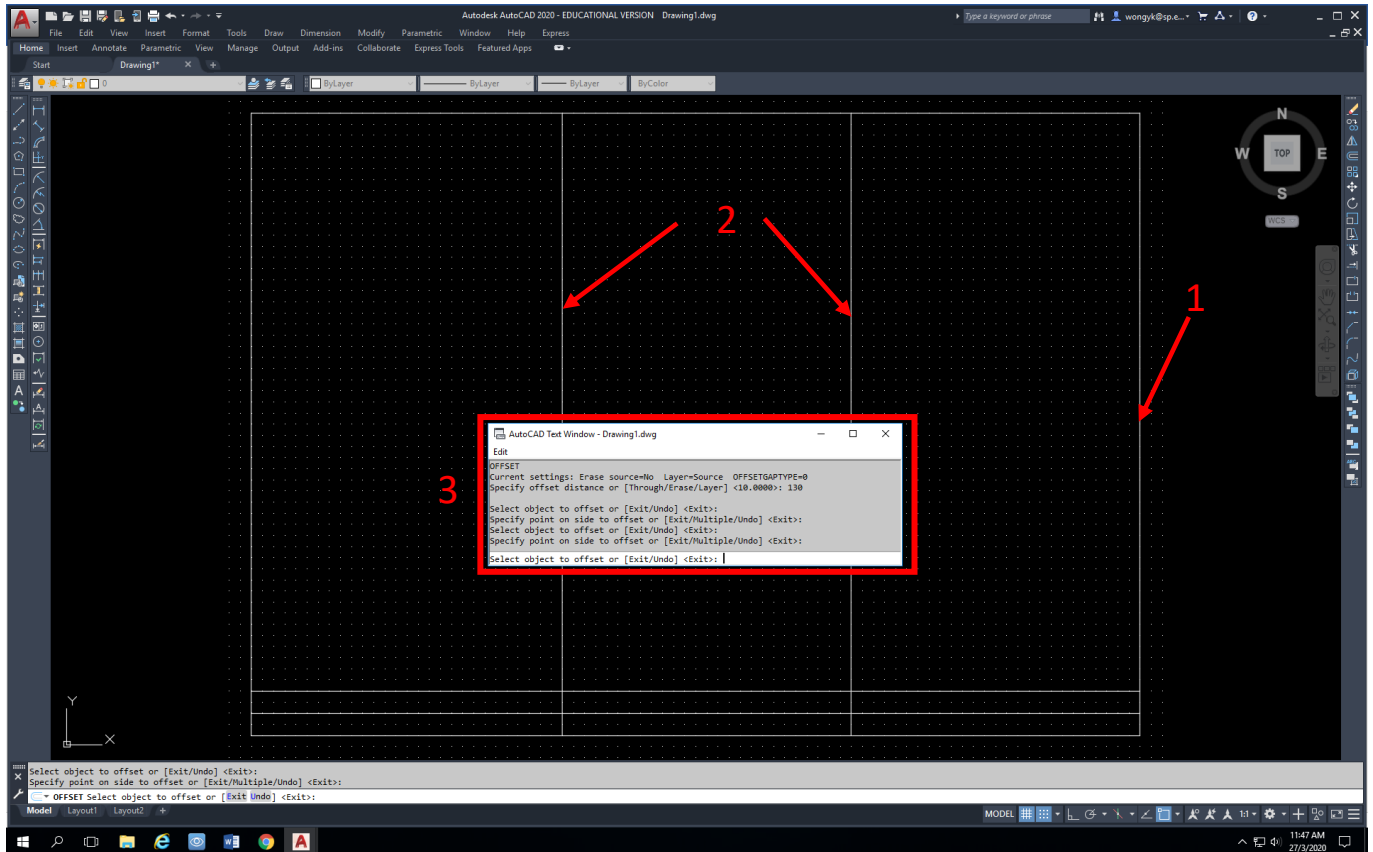 Autodesk AutoCAD 2020 - EDUCATIONAL VERSION Drawing1.dwg
Type a keyword or phrase
wongyk@sp.e...
File Edit View Insert Format Tools Draw Dimension Modify Parametric Window Help Express
Home Insert Annotate Parametric View Manage Output Add-ins Collaborate Express Tools Featured Apps
Start Drawing1*
0 ByLayer ByLayer ByLayer ByColor
N
W TOP E
S
WCS
2
1
3
AutoCAD Text Window - Drawing1.dwg
Edit
OFFSET
Current settings: Erase source=No Layer=Source OFFSETGAPTYPE=0
Specify offset distance or [Through/Erase/Layer] <10.0000>: 130
Select object to offset or [Exit/Undo] <Exit>:
Specify point on side to offset or [Exit/Multiple/Undo] <Exit>:
Select object to offset or [Exit/Undo] <Exit>:
Specify point on side to offset or [Exit/Multiple/Undo] <Exit>:
Select object to offset or [Exit/Undo] <Exit>:
Y
X
Select object to offset or [Exit/Undo] <Exit>:
Specify point on side to offset or [Exit/Multiple/Undo] <Exit>:
OFFSET Select object to offset or [Exit Undo] <Exit>:
Model Layout1 Layout2 +
MODEL 1:1
11:47 AM
27/3/2020